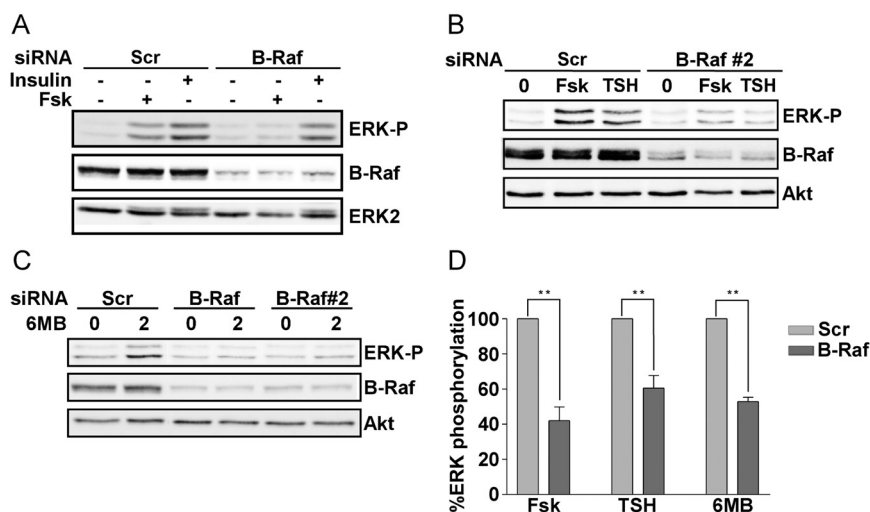 A
siRNA Scr B-Raf
Insulin - - + - - +
Fsk - + - - + -
ERK-P
B-Raf
ERK2
B
siRNA Scr B-Raf #2
0 Fsk TSH 0 Fsk TSH
ERK-P
B-Raf
Akt
C
siRNA Scr B-Raf B-Raf#2
6MB 0 2 0 2 0 2
ERK-P
B-Raf
Akt
D
%ERK phosphorylation
** ** **
100
80
60
40
20
0
Fsk TSH 6MB
Scr
B-Raf